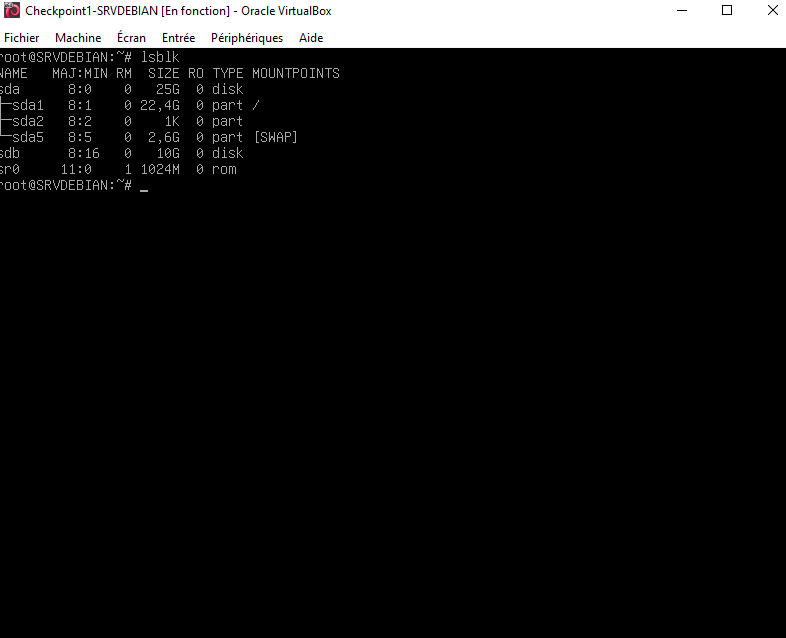 Checkpoint1-SRVDEBIAN [En fonction] - Oracle VirtualBox
Fichier Machine Écran Entrée Périphériques Aide
root@SRVDEBIAN:~# lsblk
NAME   MAJ:MIN RM  SIZE RO TYPE MOUNTPOINTS
sda      8:0    0   25G  0 disk
├─sda1   8:1    0 22,4G  0 part /
├─sda2   8:2    0    1K  0 part
└─sda5   8:5    0  2,6G  0 part [SWAP]
sdb      8:16   0   10G  0 disk
sr0     11:0    1 1024M  0 rom
root@SRVDEBIAN:~# _